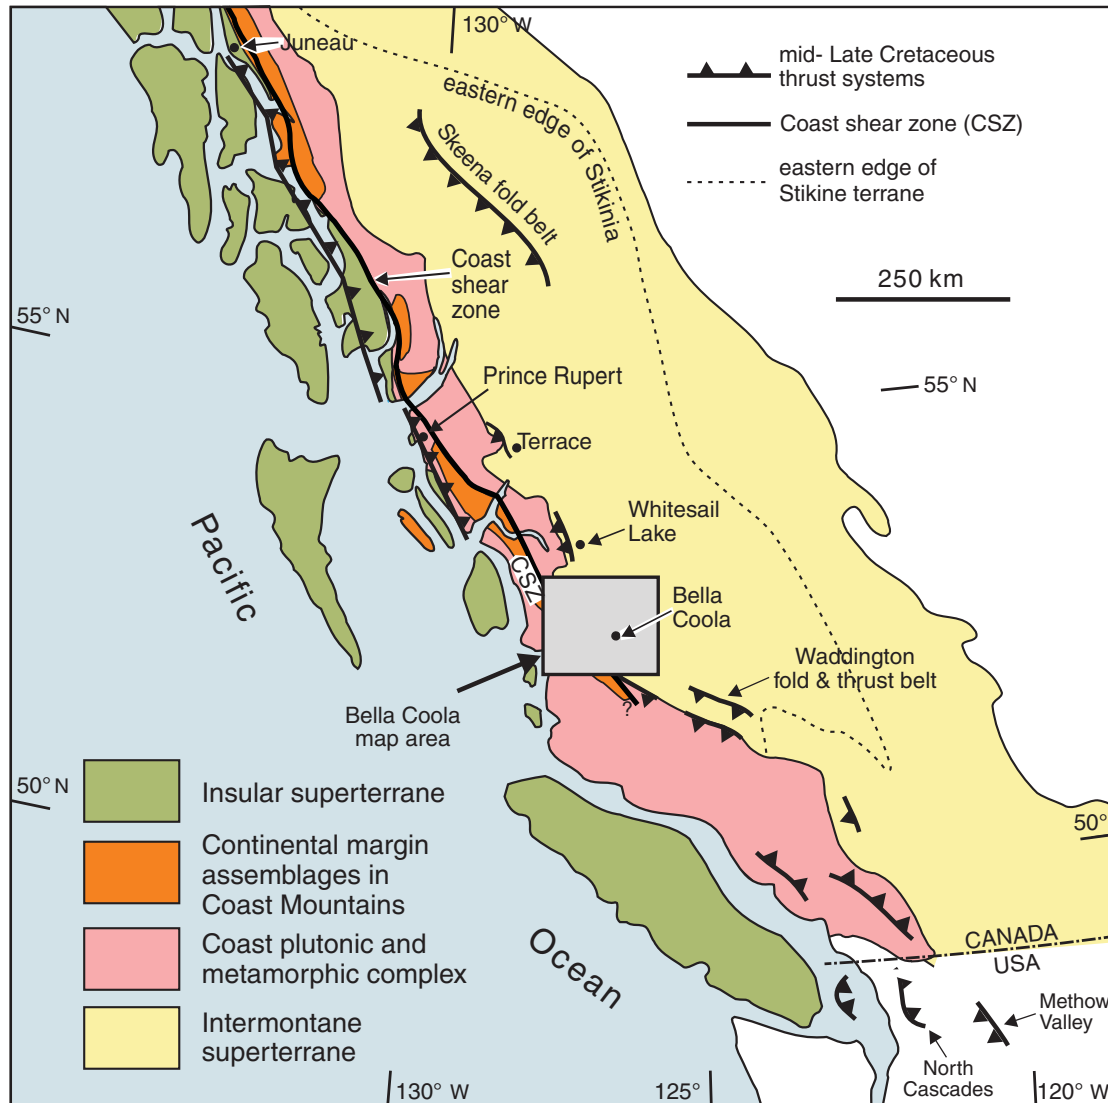 130° W
Juneau
mid- Late Cretaceous
thrust systems
Coast shear zone (CSZ)
eastern edge of
Stikine terrane
eastern edge of Stikinia
Skeena fold belt
Coast
shear
zone
250 km
55° N
55° N
Prince Rupert
Terrace
Whitesail
Lake
Pacific
CSZ
Bella
Coola
Waddington
fold & thrust belt
?
Bella Coola
map area
50° N
50°
Insular superterrane
Continental margin
assemblages in
Coast Mountains
Coast plutonic and
metamorphic complex
Intermontane
superterrane
Ocean
CANADA
USA
Methow
Valley
North
Cascades
130° W
125°
120° W